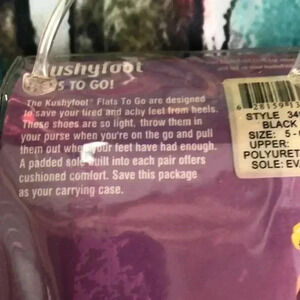 Kushyfoot
S TO GO!
The Kushyfoot® Flats To Go are designed
to save your tired and achy feet from heels.
These shoes are so light, throw them in
your purse when you're on the go and pull
them out when your feet have had enough.
A padded sole built into each pair offers
cushioned comfort. Save this package
as your carrying case.
STYLE 34
BLACK
SIZE: 5 -
UPPER:
POLYURET
SOLE: EV